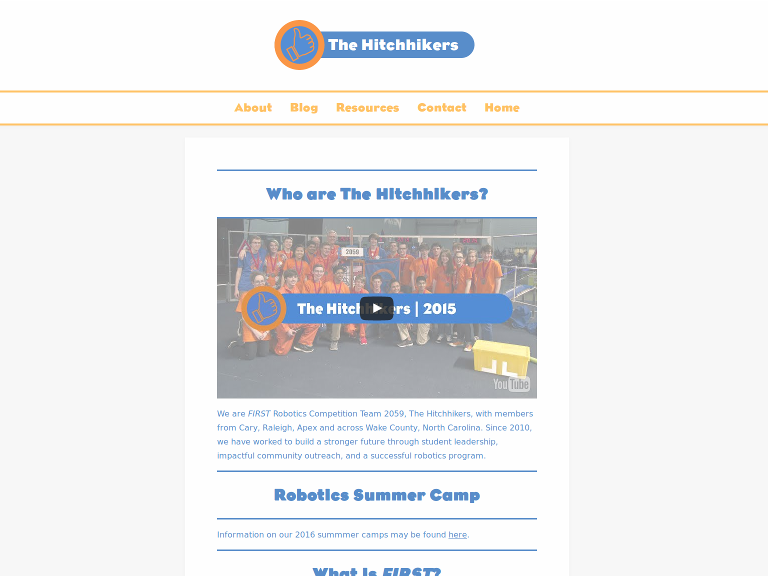 The Hitchhikers
About Blog Resources Contact Home
Who are The Hitchhikers?
2059
The Hitchhikers | 2015
YouTube
We are FIRST Robotics Competition Team 2059, The Hitchhikers, with members
from Cary, Raleigh, Apex and across Wake County, North Carolina. Since 2010,
we have worked to build a stronger future through student leadership,
impactful community outreach, and a successful robotics program.
Robotics Summer Camp
Information on our 2016 summmer camps may be found here.
What is FIRST?